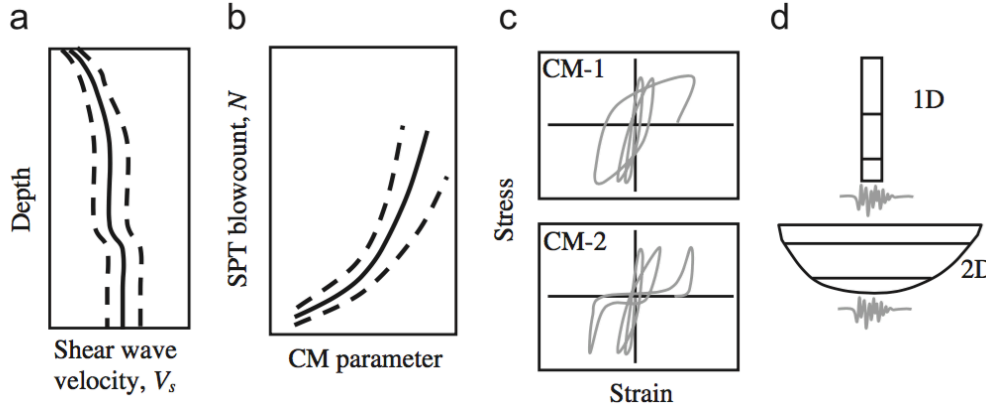 a
Depth
Shear wave
velocity, Vs
b
SPT blowcount, N
CM parameter
c
Stress
CM-1
CM-2
Strain
d
1D
2D